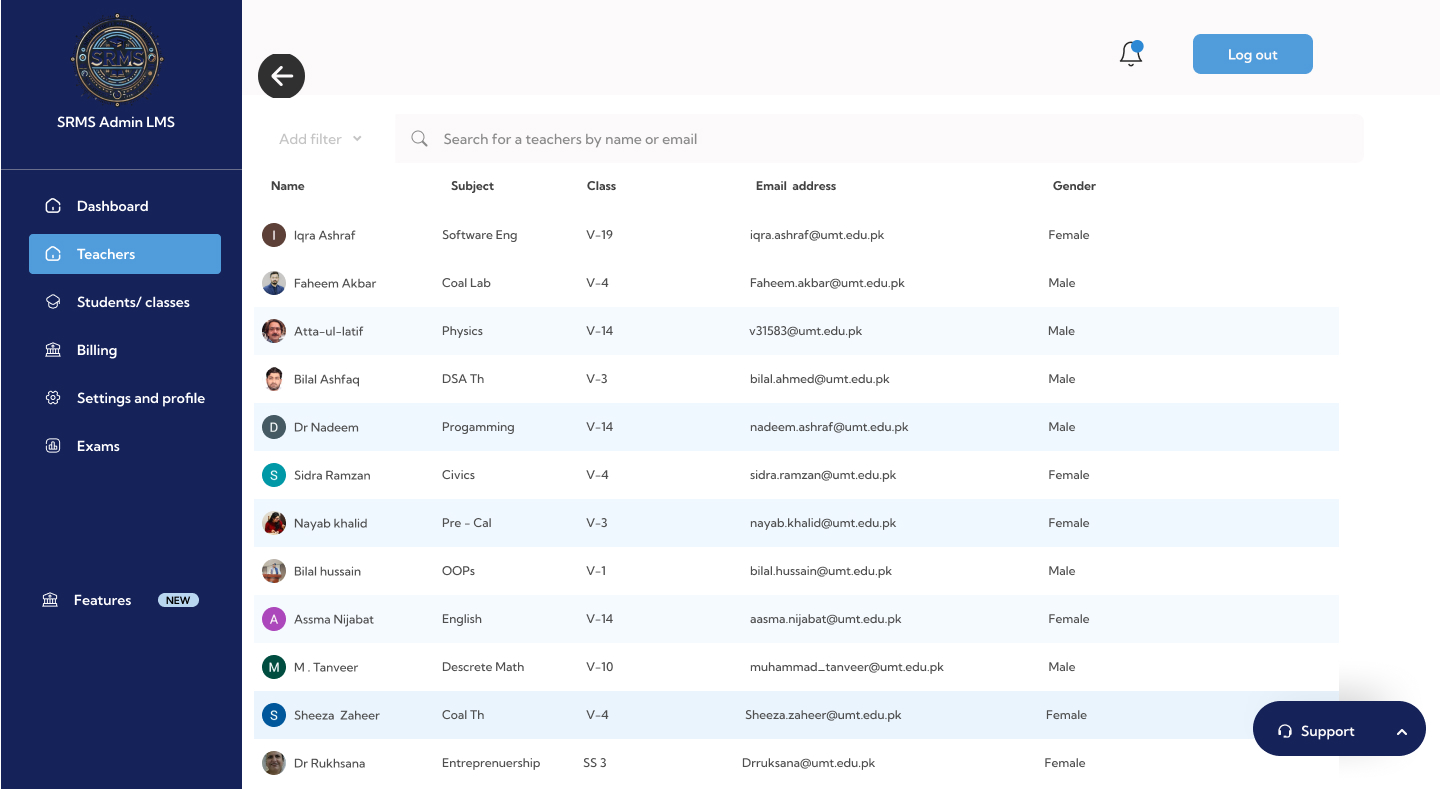 SRMS
SRMS Admin LMS
Dashboard
Teachers
Students/ classes
Billing
Settings and profile
Exams
Features NEW
Log out
Add filter Search for a teachers by name or email
Name Subject Class Email address Gender
I Iqra Ashraf Software Eng V-19 iqra.ashraf@umt.edu.pk Female
Faheem Akbar Coal Lab V-4 Faheem.akbar@umt.edu.pk Male
Atta-ul-latif Physics V-14 v31583@umt.edu.pk Male
Bilal Ashfaq DSA Th V-3 bilal.ahmed@umt.edu.pk Male
D Dr Nadeem Progamming V-14 nadeem.ashraf@umt.edu.pk Male
S Sidra Ramzan Civics V-4 sidra.ramzan@umt.edu.pk Female
Nayab khalid Pre - Cal V-3 nayab.khalid@umt.edu.pk Female
Bilal hussain OOPs V-1 bilal.hussain@umt.edu.pk Male
A Assma Nijabat English V-14 aasma.nijabat@umt.edu.pk Female
M M . Tanveer Descrete Math V-10 muhammad_tanveer@umt.edu.pk Male
S Sheeza Zaheer Coal Th V-4 Sheeza.zaheer@umt.edu.pk Female
Dr Rukhsana Entreprenuership SS 3 Drruksana@umt.edu.pk Female
Support